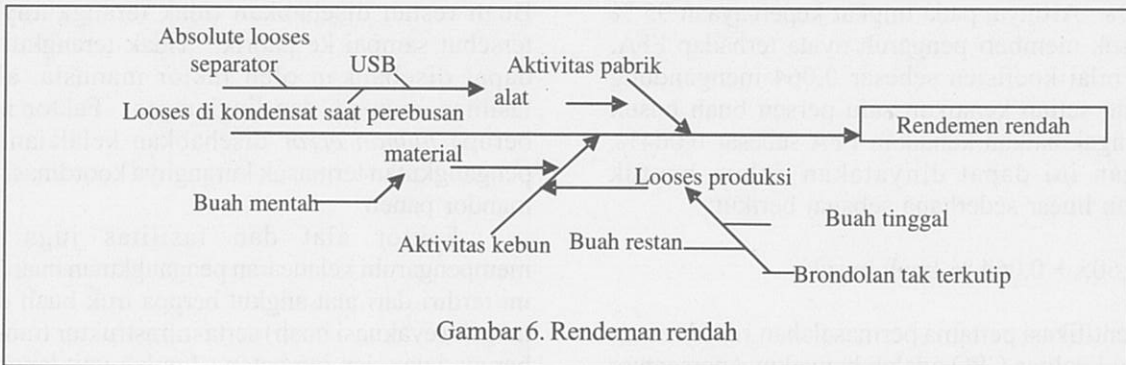 Absolute looses
separator USB Aktivitas pabrik
alat
Looses di kondensat saat perebusan
Rendemen rendah
material
Looses produksi
Buah mentah
Buah tinggal
Aktivitas kebun Buah restan
Brondolan tak terkutip
Gambar 6. Rendeman rendah